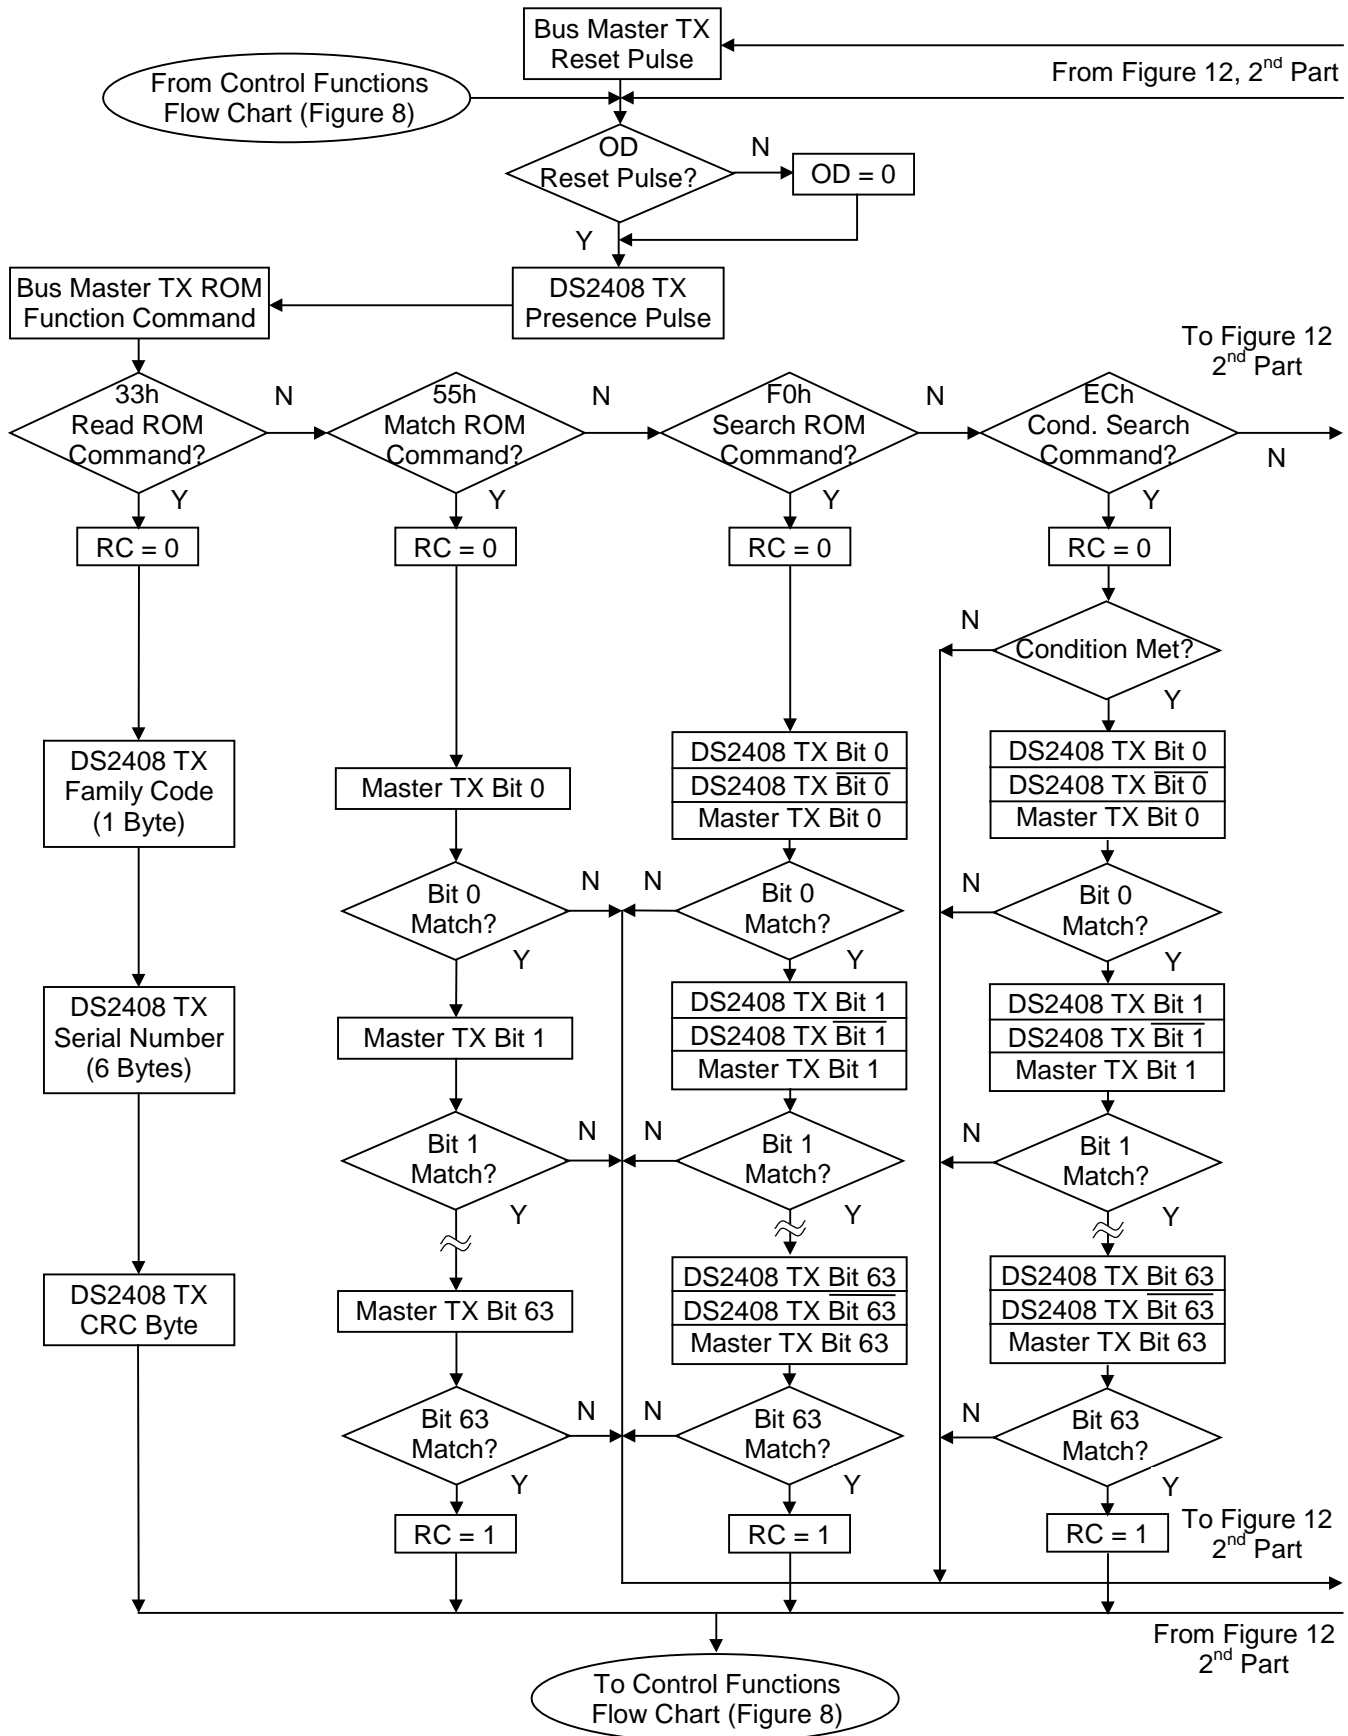 Bus Master TX
Reset Pulse
From Figure 12, 2nd Part
From Control Functions
Flow Chart (Figure 8)
OD
Reset Pulse?
N
OD = 0
Y
Bus Master TX ROM
Function Command
DS2408 TX
Presence Pulse
To Figure 12
2nd Part
33h
Read ROM
Command?
N
55h
Match ROM
Command?
N
F0h
Search ROM
Command?
N
ECh
Cond. Search
Command?
N
Y
Y
Y
Y
RC = 0
RC = 0
RC = 0
RC = 0
N
Condition Met?
Y
DS2408 TX
Family Code
(1 Byte)
Master TX Bit 0
DS2408 TX Bit 0
DS2408 TX Bit 0
Master TX Bit 0
DS2408 TX Bit 0
DS2408 TX Bit 0
Master TX Bit 0
Bit 0
Match?
N
N
Bit 0
Match?
N
Bit 0
Match?
Y
Y
Y
DS2408 TX
Serial Number
(6 Bytes)
Master TX Bit 1
DS2408 TX Bit 1
DS2408 TX Bit 1
Master TX Bit 1
DS2408 TX Bit 1
DS2408 TX Bit 1
Master TX Bit 1
Bit 1
Match?
N
N
Bit 1
Match?
N
Bit 1
Match?
Y
Y
Y
DS2408 TX
CRC Byte
Master TX Bit 63
DS2408 TX Bit 63
DS2408 TX Bit 63
Master TX Bit 63
DS2408 TX Bit 63
DS2408 TX Bit 63
Master TX Bit 63
Bit 63
Match?
N
N
Bit 63
Match?
N
Bit 63
Match?
Y
Y
Y
RC = 1
RC = 1
RC = 1
To Figure 12
2nd Part
From Figure 12
2nd Part
To Control Functions
Flow Chart (Figure 8)